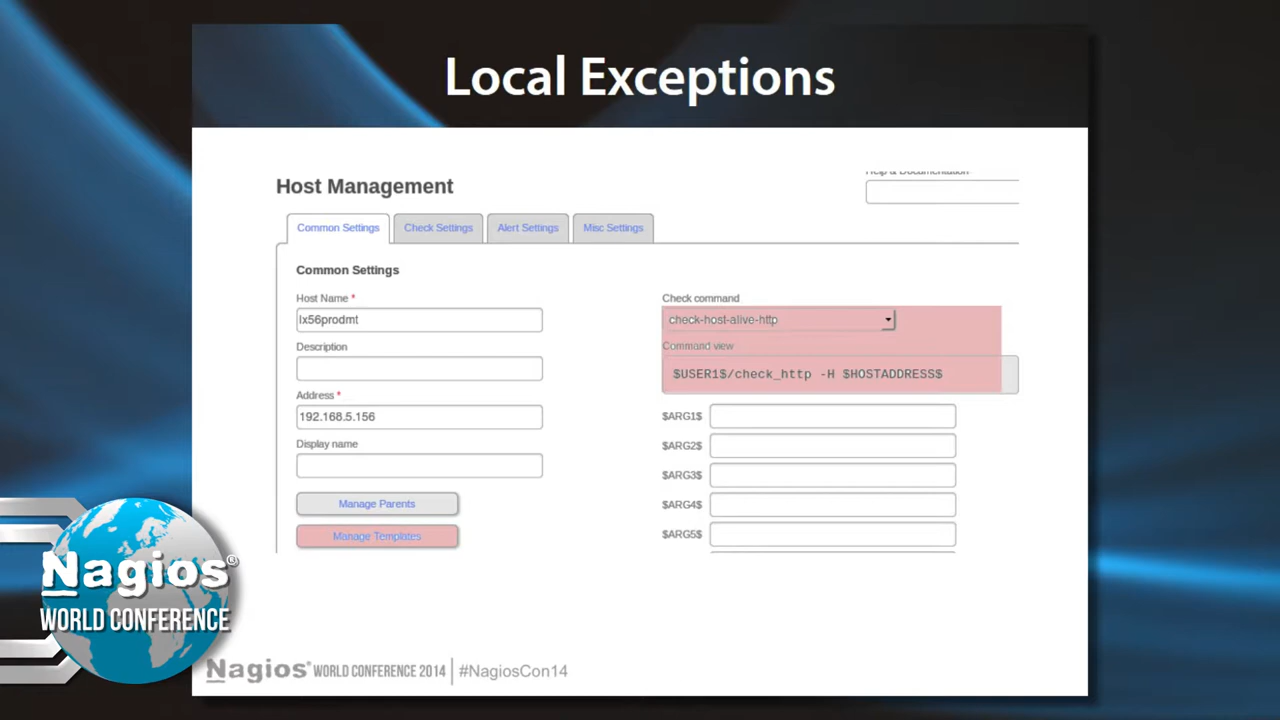 Local Exceptions
Host Management
Help & Documentation
Common Settings
Check Settings
Alert Settings
Misc Settings
Common Settings
Host Name *
lx56prodmt
Description
Address *
192.168.5.156
Display name
Manage Parents
Manage Templates
Check command
check-host-alive-http
Command view
$USER1$/check_http -H $HOSTADDRESS$
$ARG1$
$ARG2$
$ARG3$
$ARG4$
$ARG5$
Nagios®
WORLD CONFERENCE
Nagios® WORLD CONFERENCE 2014 | #NagiosCon14